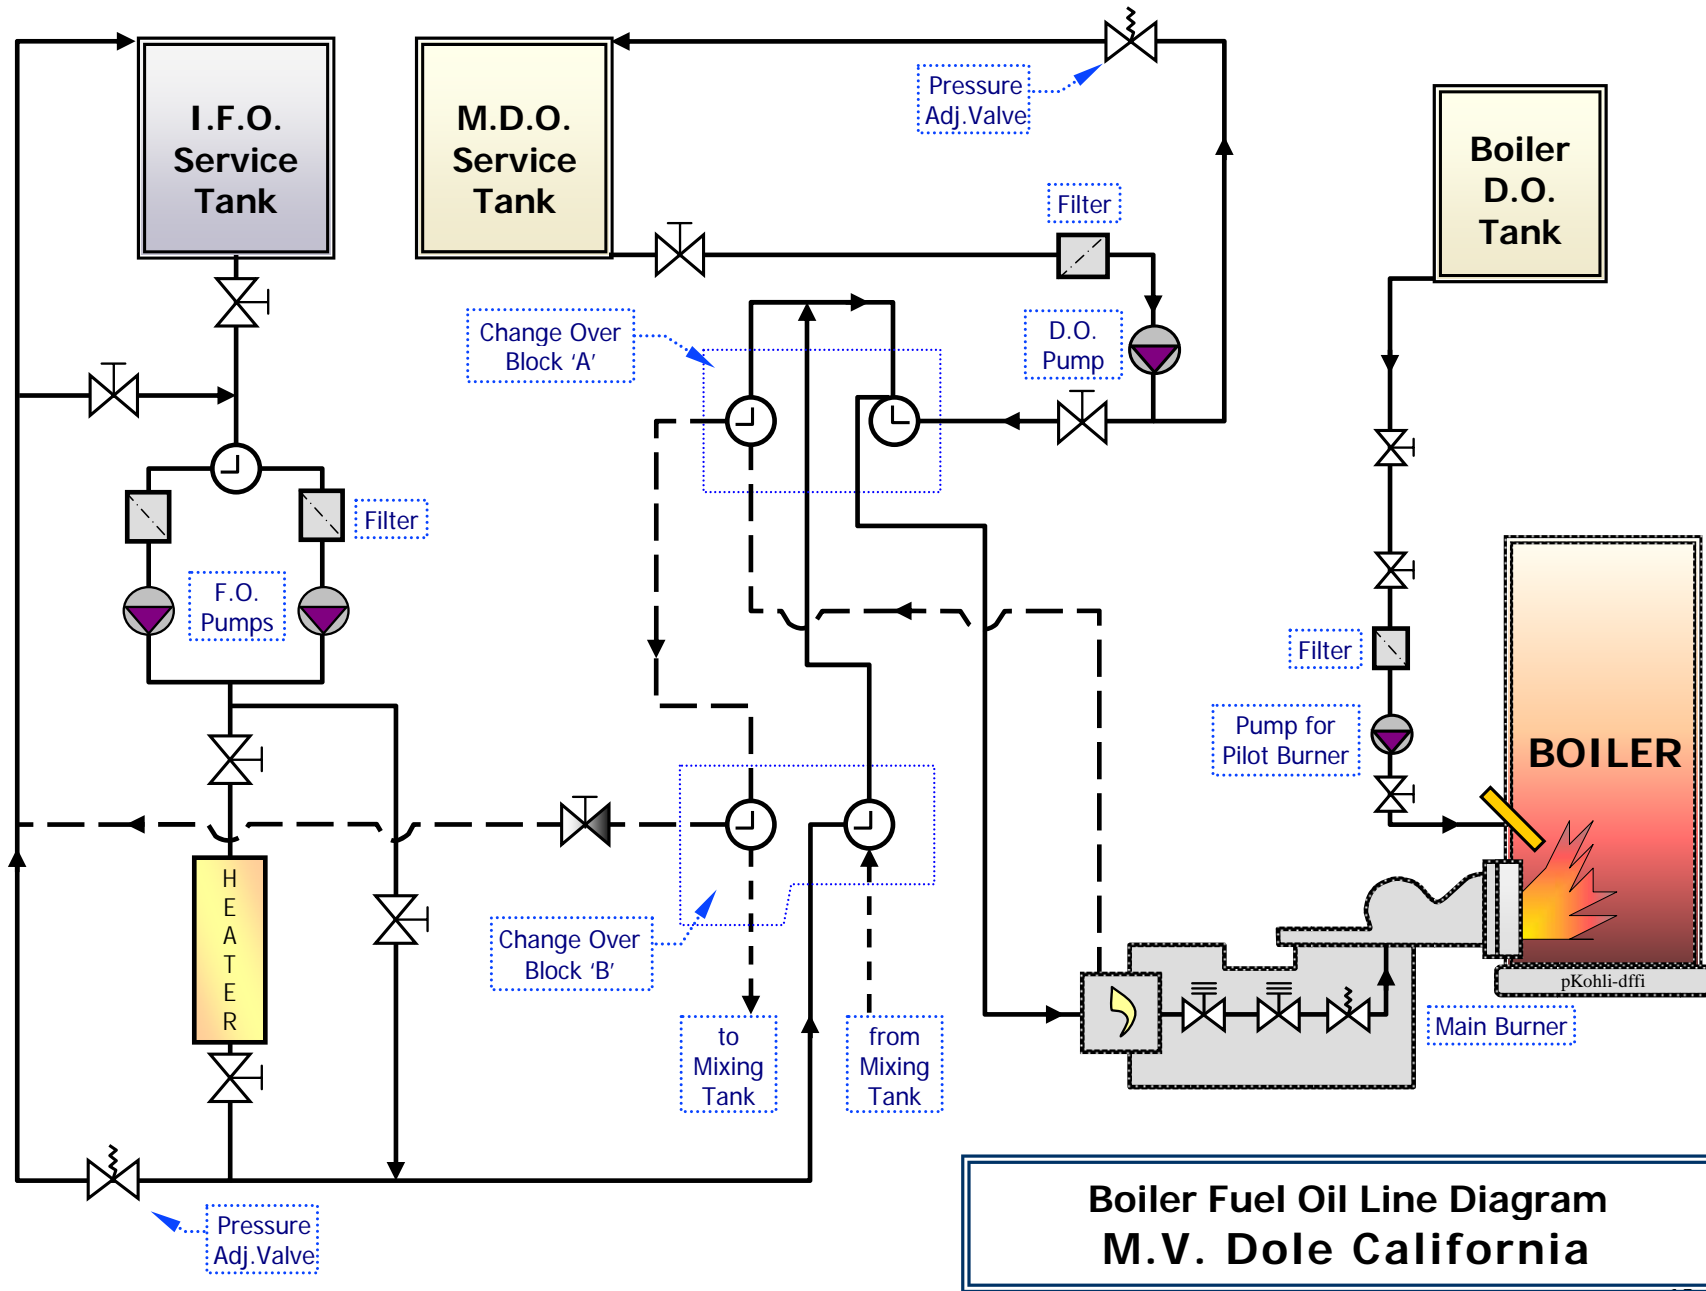 I.F.O.
Service
Tank
M.D.O.
Service
Tank
Pressure
Adj.Valve
Boiler
D.O.
Tank
Filter
Change Over
Block ‘A’
D.O.
Pump
Filter
F.O.
Pumps
Filter
Pump for
Pilot Burner
BOILER
H
E
A
T
E
R
Change Over
Block ‘B’
to
Mixing
Tank
from
Mixing
Tank
pKohli-dffi
Main Burner
Pressure
Adj.Valve
Boiler Fuel Oil Line Diagram
M.V. Dole California